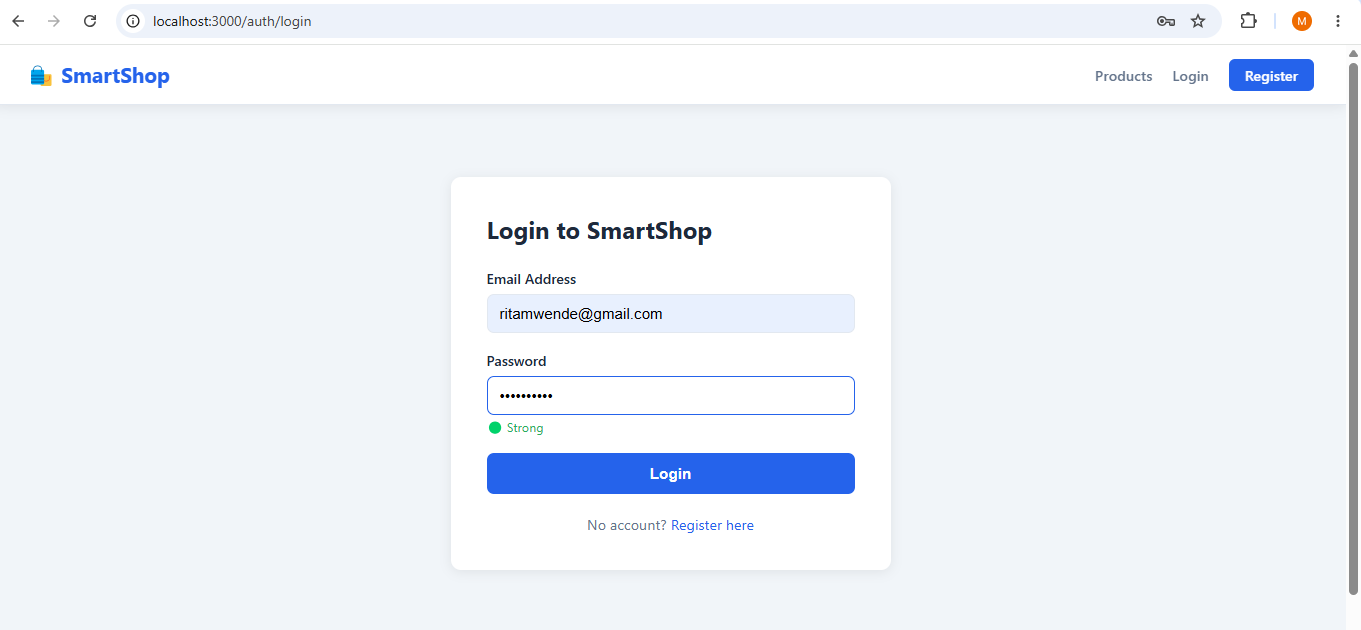 localhost:3000/auth/login
M
SmartShop
Products Login Register
Login to SmartShop
Email Address
ritamwende@gmail.com
Password
••••••••••
Strong
Login
No account? Register here